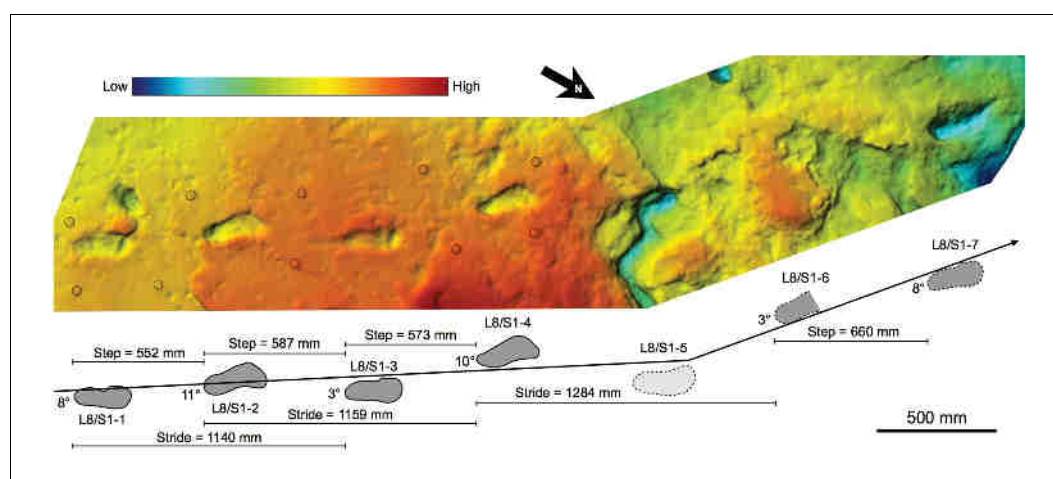 Low High
N
L8/S1-7
L8/S1-6
8°
3°
Step = 660 mm
L8/S1-4
Step = 573 mm
Step = 587 mm
Step = 552 mm
L8/S1-5
L8/S1-3
10°
11°
3°
8°
L8/S1-2
L8/S1-1
Stride = 1284 mm
Stride = 1159 mm
Stride = 1140 mm
500 mm